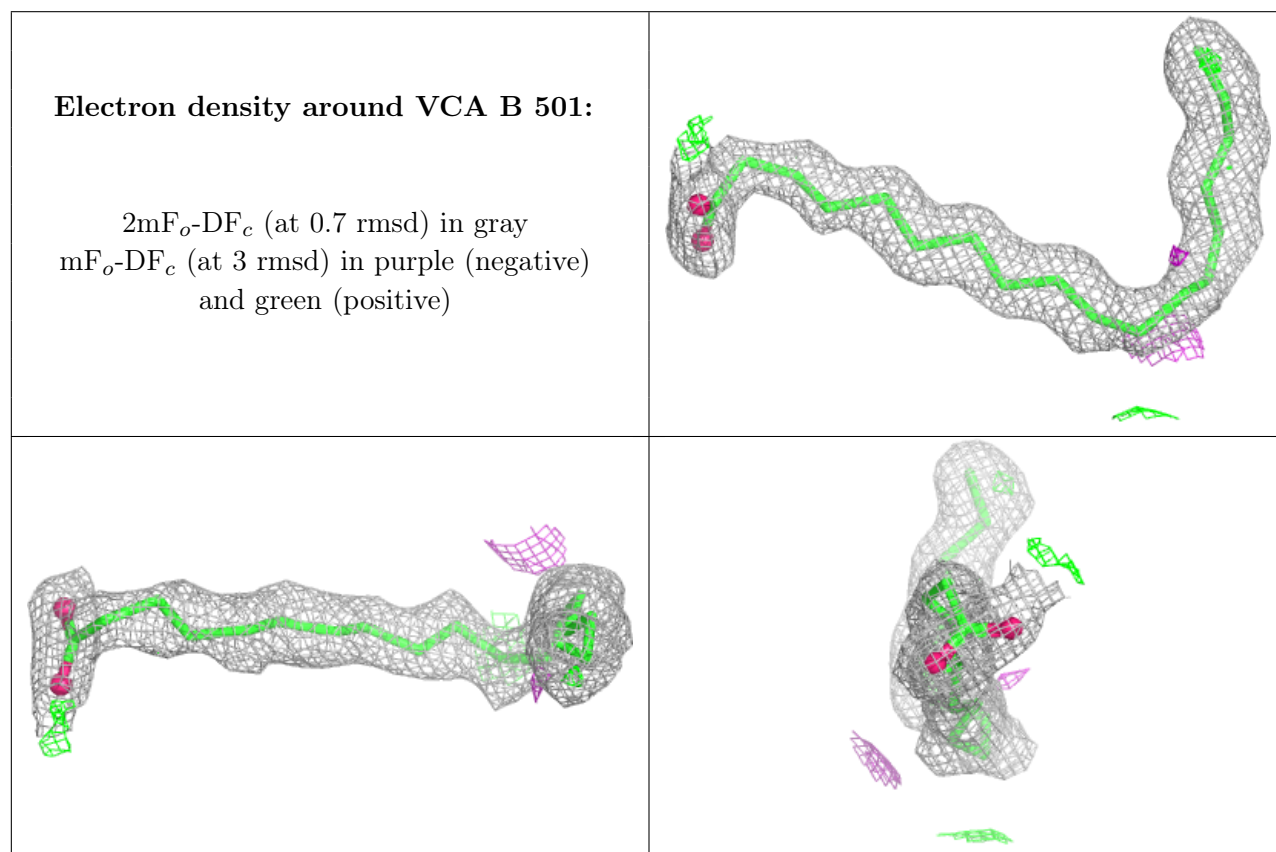 Electron density around VCA B 501:
2mFo-DFc (at 0.7 rmsd) in gray
mFo-DFc (at 3 rmsd) in purple (negative)
and green (positive)